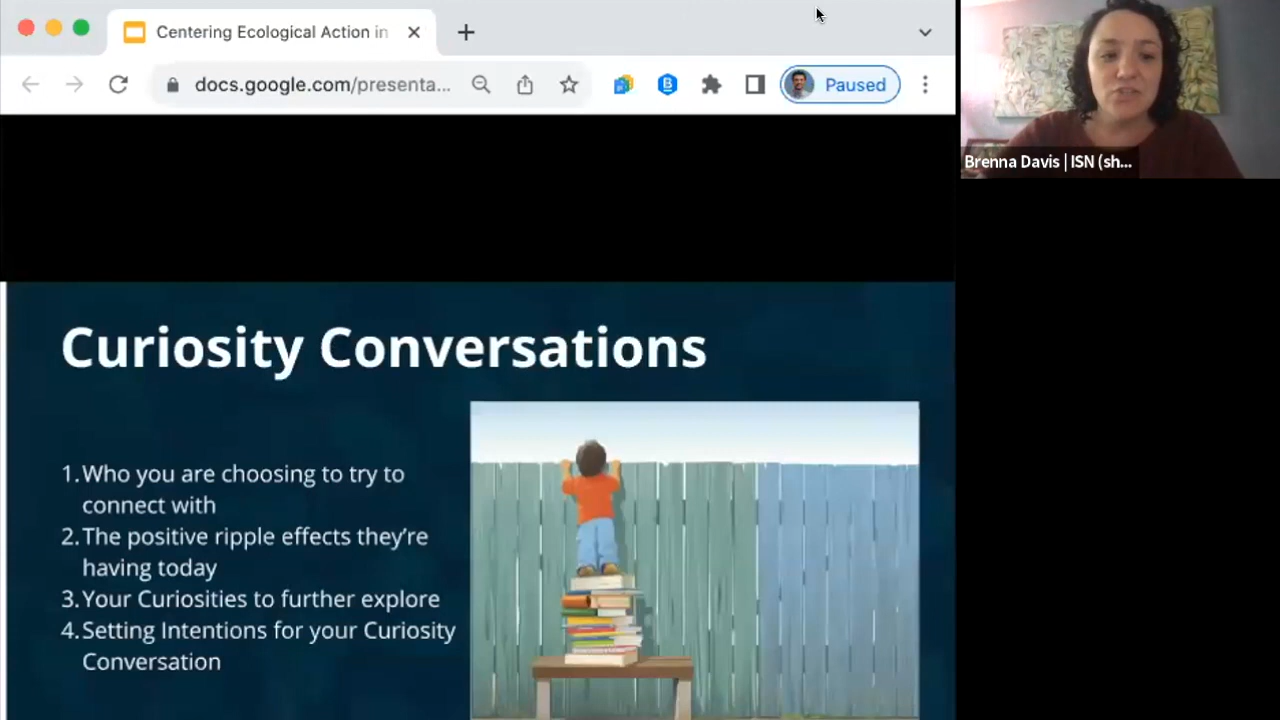 Centering Ecological Action in
docs.google.com/presenta...
Paused
Brenna Davis | ISN (sh...
Curiosity Conversations
1. Who you are choosing to try to
connect with
2. The positive ripple effects they're
having today
3. Your Curiosities to further explore
4. Setting Intentions for your Curiosity
Conversation